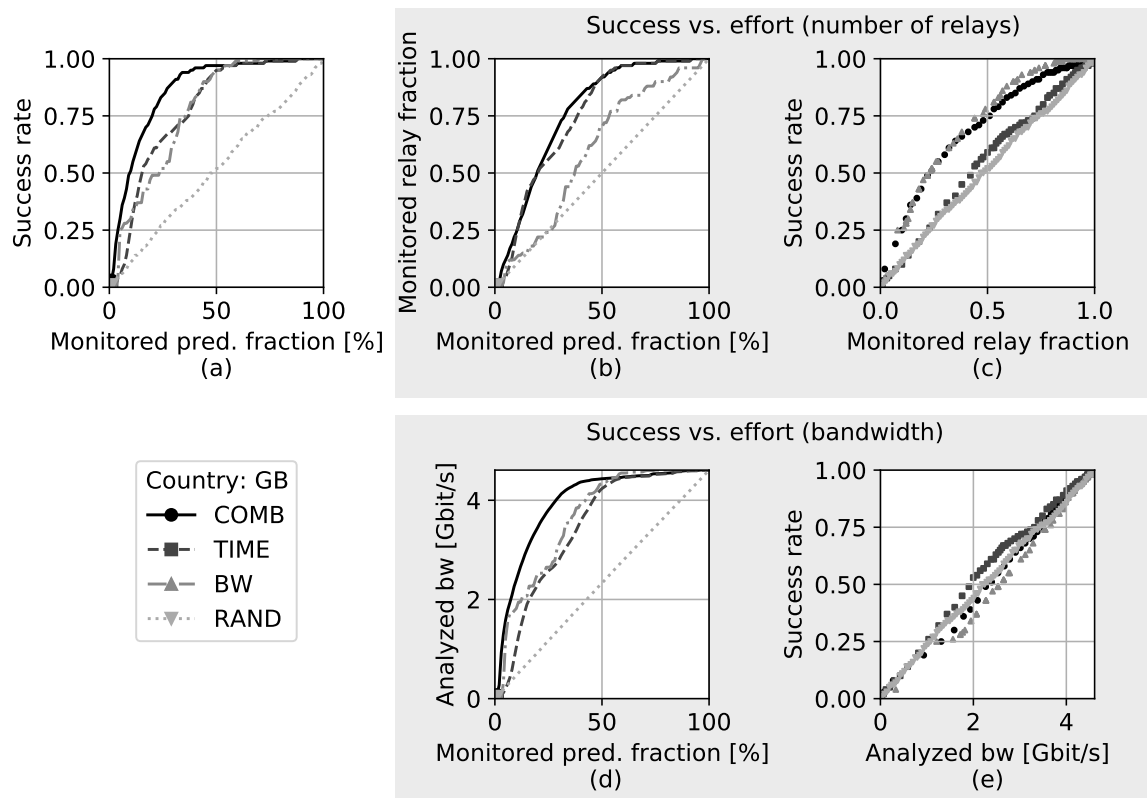 Success vs. effort (number of relays)
Success rate
1.00
0.75
0.50
0.25
0.00
0
50
100
Monitored pred. fraction [%]
(a)
Monitored relay fraction
1.00
0.75
0.50
0.25
0.00
0
50
100
Monitored pred. fraction [%]
(b)
Success rate
1.00
0.75
0.50
0.25
0.00
0.0
0.5
1.0
Monitored relay fraction
(c)
Country: GB
COMB
TIME
BW
RAND
Success vs. effort (bandwidth)
Analyzed bw [Gbit/s]
4
2
0
0
50
100
Monitored pred. fraction [%]
(d)
Success rate
1.00
0.75
0.50
0.25
0.00
0
2
4
Analyzed bw [Gbit/s]
(e)